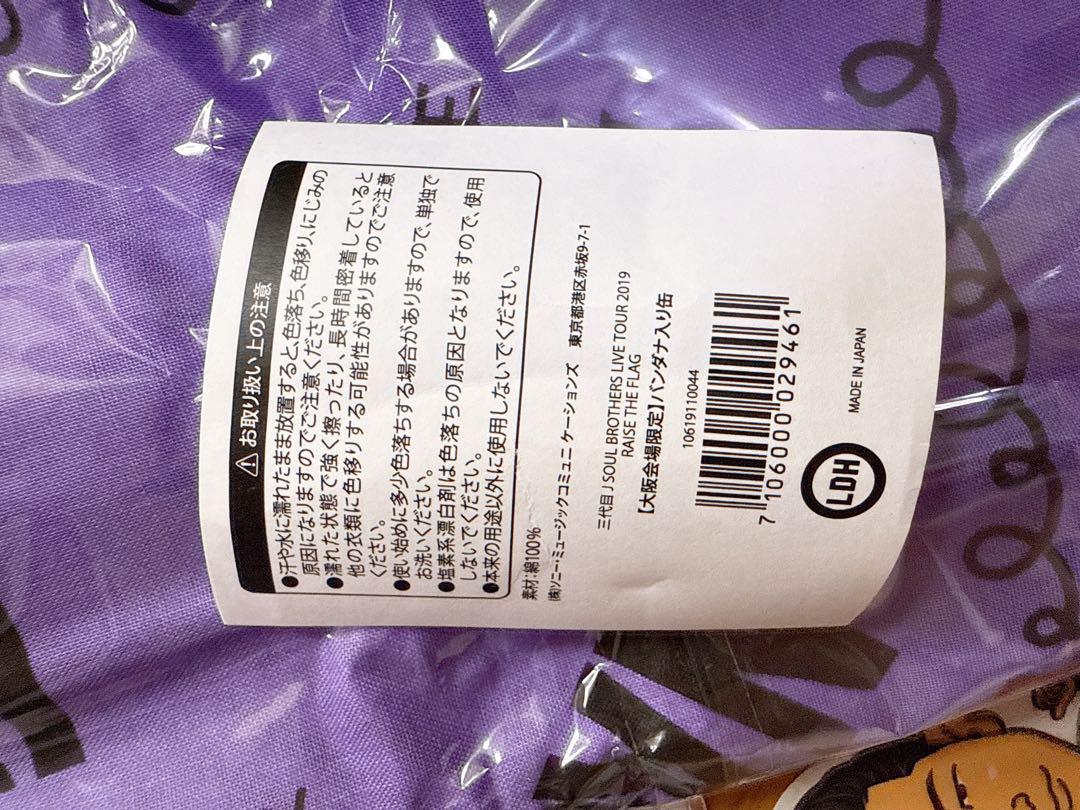 ⚠ お取り扱い上の注意
●汗や水に濡れたまま放置すると、色落ち、色移り、にじみの
原因になりますのでご注意ください。
●濡れた状態で強く擦ったり、長時間密着していると
他の衣類に色移りする可能性がありますのでご注意
ください。
●使い始めに多少色落ちする場合がありますので、単独で
お洗いください。
●塩素系漂白剤は色落ちの原因となりますので、使用
しないでください。
●本来の用途以外に使用しないでください。
素材：綿100%
(株)ソニー・ミュージックコミュニケーションズ 東京都港区赤坂9-7-1
三代目 J SOUL BROTHERS LIVE TOUR 2019
RAISE THE FLAG
【大阪会場限定】バンダナ入り缶
10619110044
7106000029461
LDH
MADE IN JAPAN